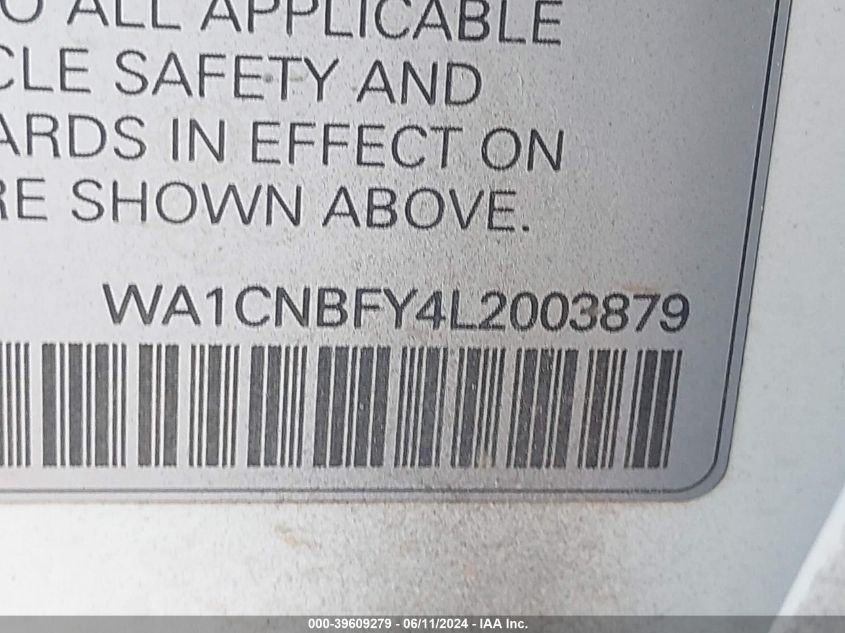 O ALL APPLICABLE
CLE SAFETY AND
ARDS IN EFFECT ON
RE SHOWN ABOVE.
WA1CNBFY4L2003879
000-39609279 - 06/11/2024 - IAA Inc.